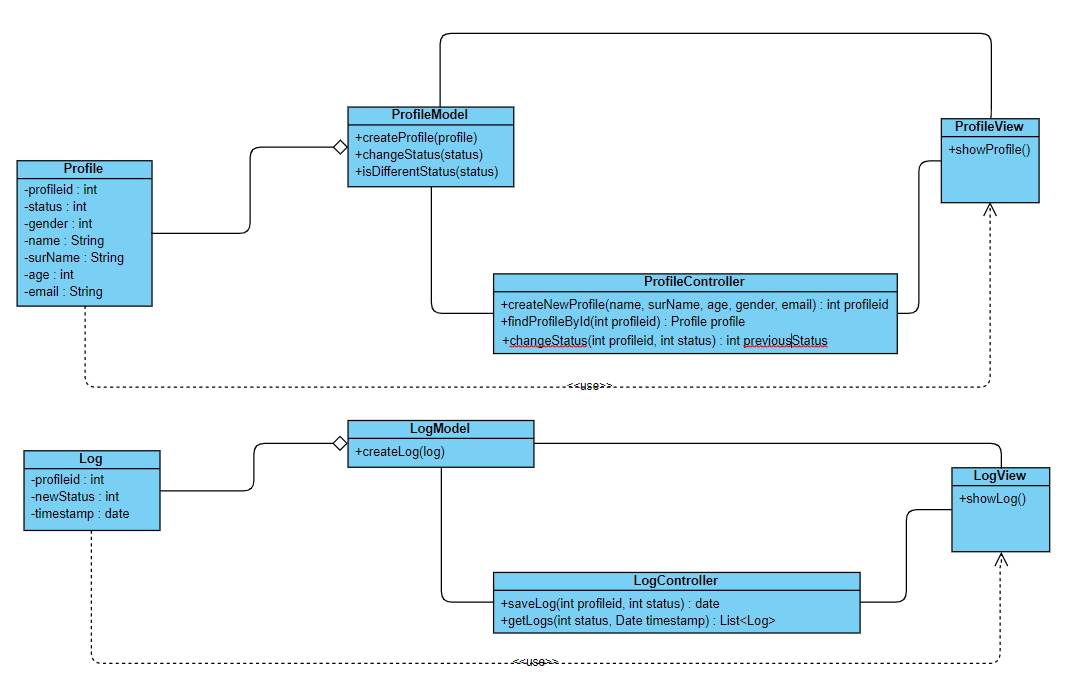 ProfileModel
+createProfile(profile)
+changeStatus(status)
+isDifferentStatus(status)
ProfileView
+showProfile()
Profile
-profileid : int
-status : int
-gender : int
-name : String
-surName : String
-age : int
-email : String
ProfileController
+createNewProfile(name, surName, age, gender, email) : int profileid
+findProfileById(int profileid) : Profile profile
+changeStatus(int profileid, int status) : int previousStatus
<<use>>
LogModel
+createLog(log)
Log
-profileid : int
-newStatus : int
-timestamp : date
LogView
+showLog()
LogController
+saveLog(int profileid, int status) : date
+getLogs(int status, Date timestamp) : List<Log>
<<use>>